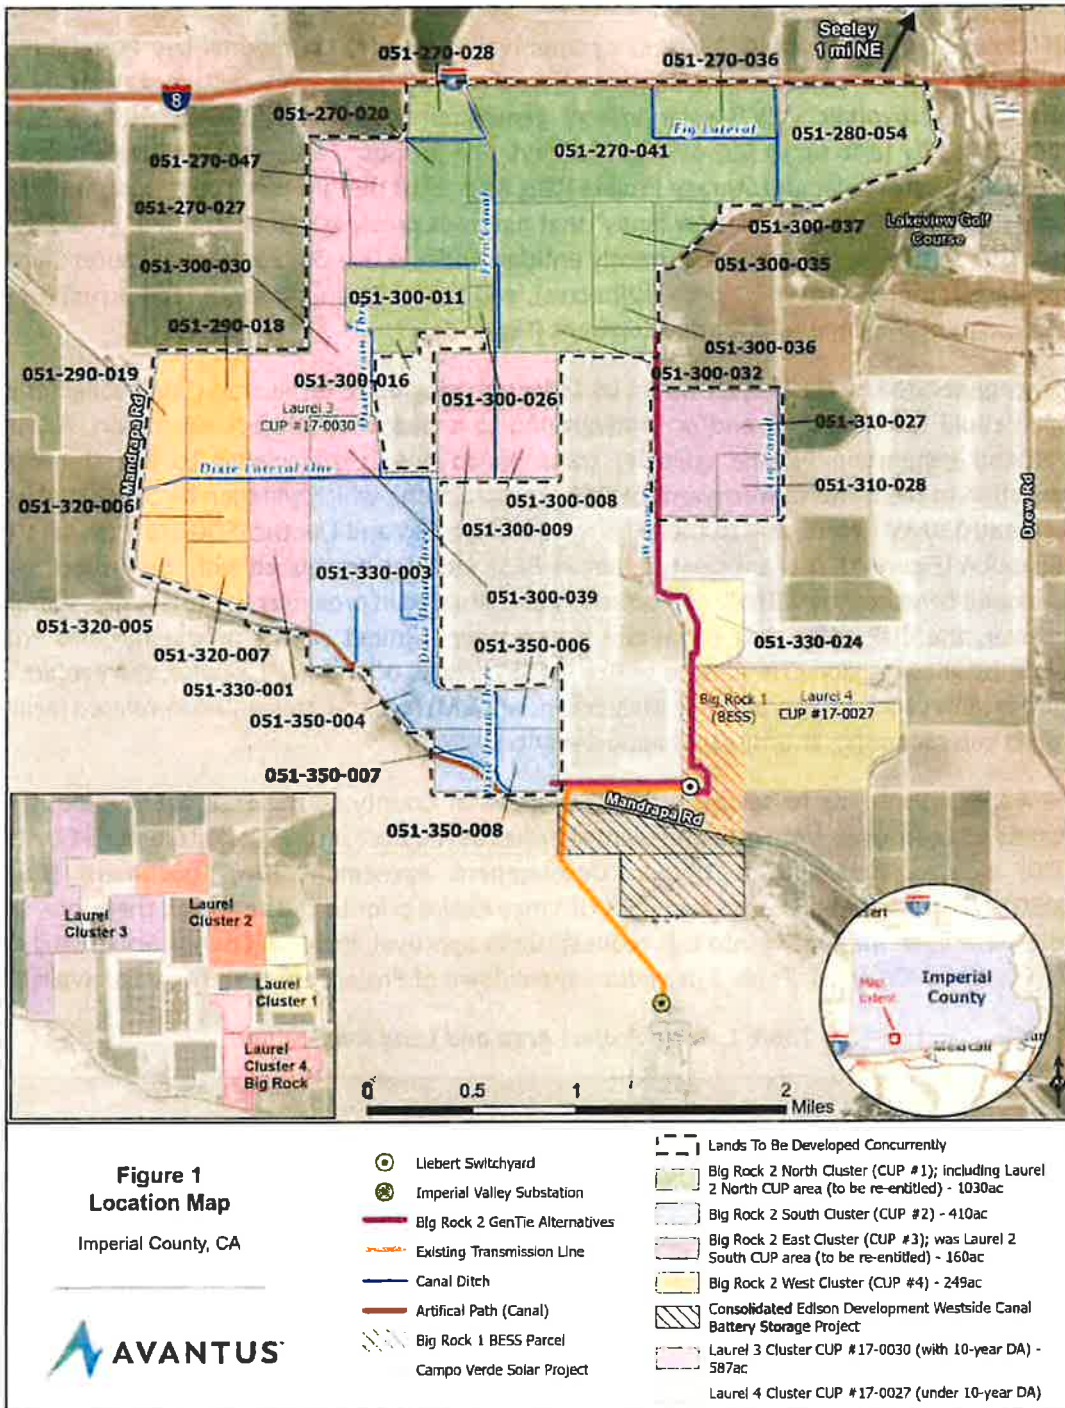 Seeley
1 mi NE
051-270-028
051-270-036
8
051-270-020
Fig Lateral
051-280-054
051-270-041
051-270-047
051-270-027
Fern Canal
051-300-037
Lakeview Golf
Course
051-300-030
051-300-035
051-300-011
051-290-018
051-300-036
051-290-019
051-300-016
051-300-032
051-300-026
Laurel 3
CUP #17-0030
051-310-027
Mandrapa Rd
Drew Rd
Dixie Lateral One
Fig Canal
051-310-028
051-320-006
051-300-008
051-300-009
051-330-003
051-300-039
051-320-005
051-330-024
051-320-007
051-350-006
051-330-001
Big Rock 1
(BESS)
Laurel 4
CUP #17-0027
051-350-004
051-350-007
Mandrapa Rd
051-350-008
Laurel
Cluster 3
Laurel
Cluster 2
Laurel
Cluster 1
Laurel
Cluster 4,
Big Rock
Imperial
County
Map
Extent
Mexicali
0
0.5
1
2
Miles
Figure 1
Location Map
Imperial County, CA
AVANTUS
Liebert Switchyard
Imperial Valley Substation
Big Rock 2 GenTie Alternatives
Existing Transmission Line
Canal Ditch
Artifical Path (Canal)
Big Rock 1 BESS Parcel
Campo Verde Solar Project
Lands To Be Developed Concurrently
Big Rock 2 North Cluster (CUP #1); including Laurel
2 North CUP area (to be re-entitled) - 1030ac
Big Rock 2 South Cluster (CUP #2) - 410ac
Big Rock 2 East Cluster (CUP #3); was Laurel 2
South CUP area (to be re-entitled) - 160ac
Big Rock 2 West Cluster (CUP #4) - 249ac
Consolidated Edison Development Westside Canal
Battery Storage Project
Laurel 3 Cluster CUP #17-0030 (with 10-year DA) -
587ac
Laurel 4 Cluster CUP #17-0027 (under 10-year DA)